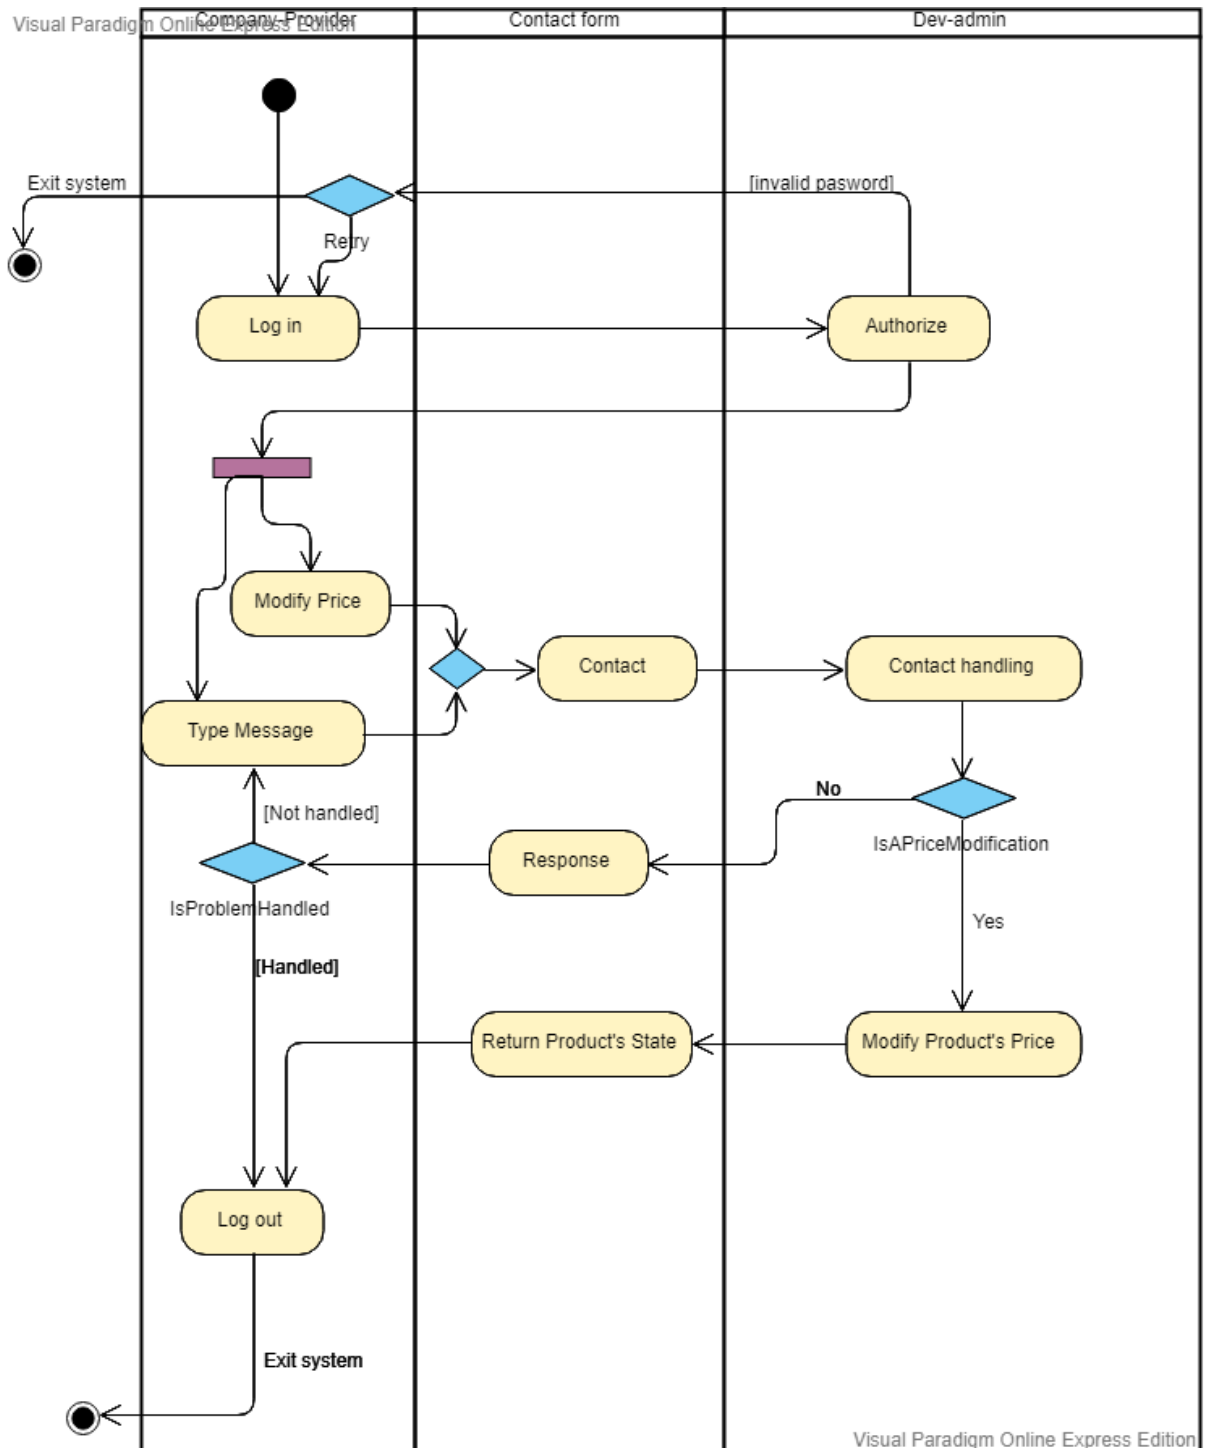 Visual Paradigm Online Express Edition
Company-Provider
Contact form
Dev-admin
Exit system
[invalid pasword]
Retry
Log in
Authorize
Modify Price
Contact
Contact handling
Type Message
No
[Not handled]
IsAPriceModification
Response
IsProblemHandled
Yes
[Handled]
Return Product's State
Modify Product's Price
Log out
Exit system
Visual Paradigm Online Express Edition